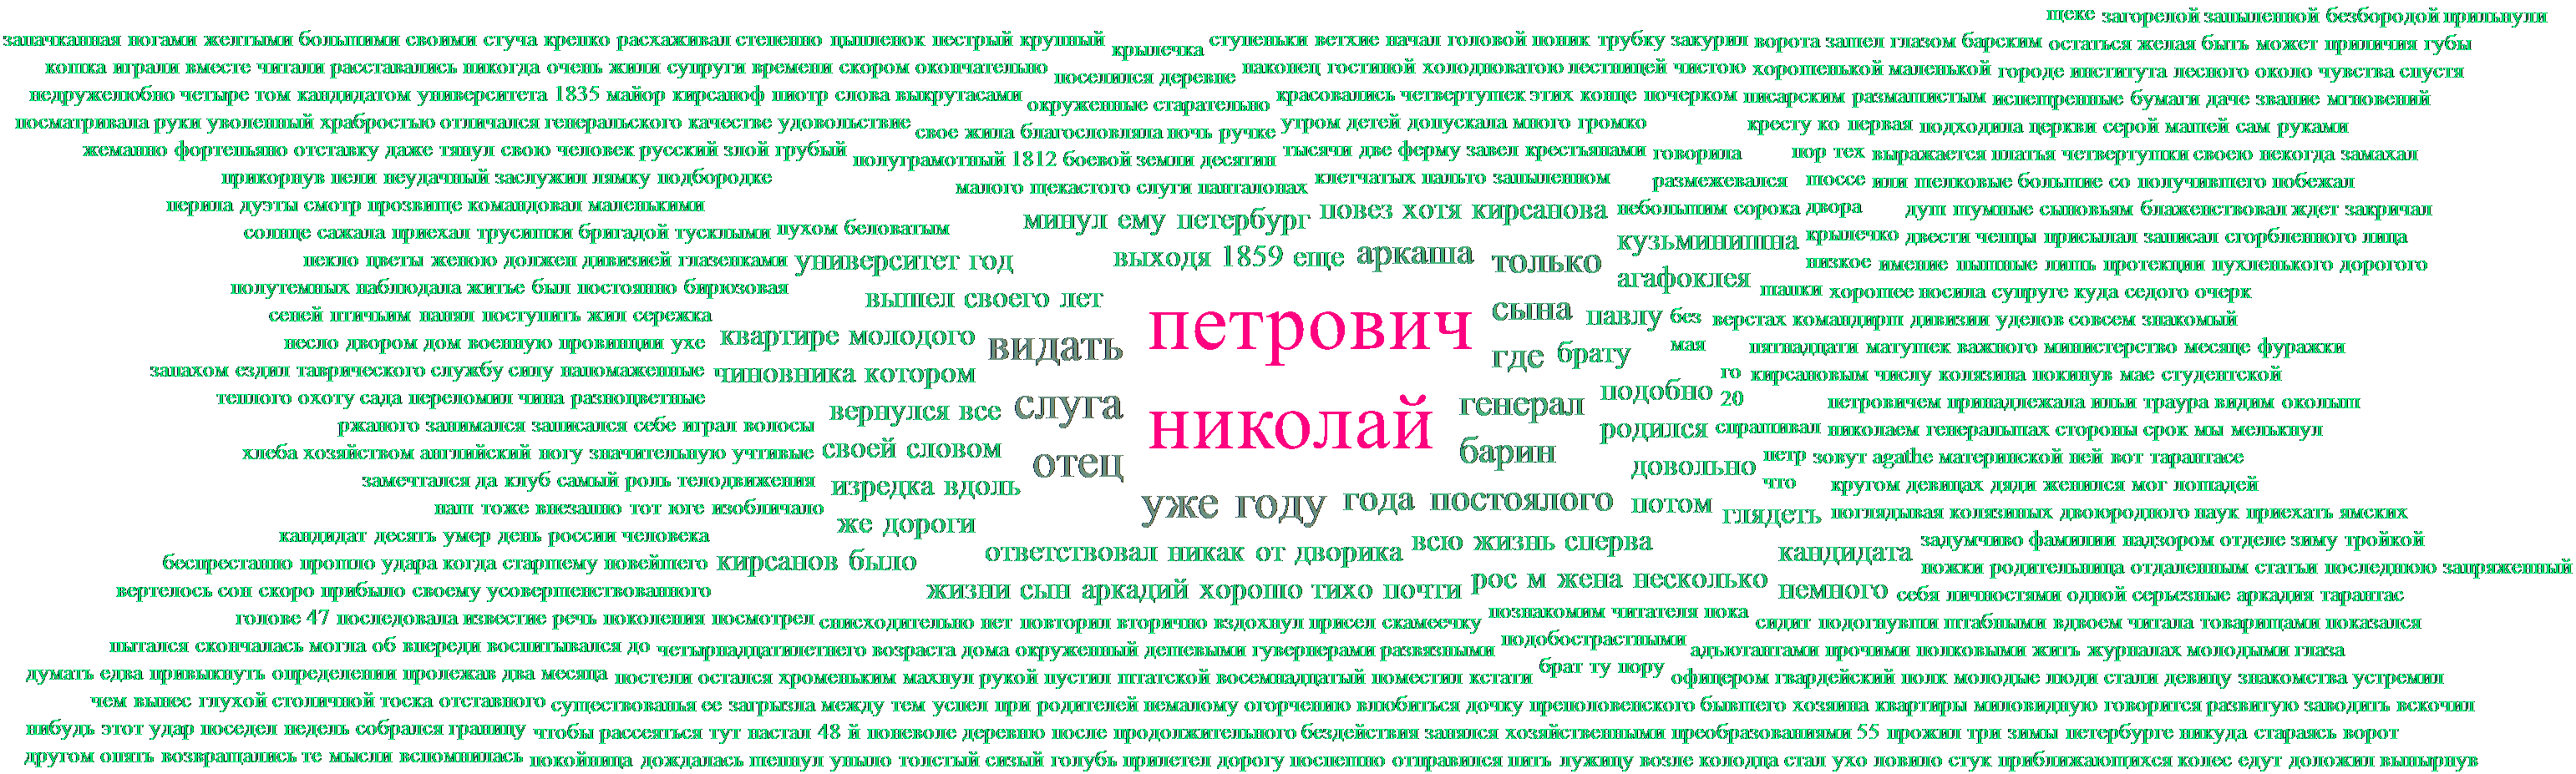 щеке загорелой запыленной безбородой прильнули
запачканная ногами желтыми большими своими стуча крепко расхаживал степенно цыпленок пестрый крупный крылечка ступеньки ветхие начал головой поник трубку закурил ворота зашел глазом барским остаться желая быть может приличия губы
кошка играли вместе читали расставались никогда очень жили супруги времени скором окончательно поселился деревне наконец гостиной холодноватою лестницей чистою хорошенькой маленькой городе института лесного около чувства спустя
недружелюбно четыре том кандидатом университета 1835 майор кирсаноф пиотр слова выкрутасами окруженные старательно красовались четвертушек этих конце почерком писарским размашистым испещренные бумаги даче звание мгновений
посматривала руки уволенный храбростью отличался генеральского качестве удовольствие свое жила благословляла ночь ручке утром детей допускала много громко кресту ко первая подходила церкви серой машей сам руками
жеманно фортепьяно отставку даже тянул свою человек русский злой грубый полуграмотный 1812 боевой земли десятин тысячи две ферму завел крестьянами говорила пор тех выражается платья четвертушки своею некогда замахал
прикорнув пели неудачный заслужил лямку подбородке малого щекастого слуги панталонах клетчатых пальто запыленном размежевался шоссе или шелковые большие со получившего побежал
перила дуэты смотр прозвище командовал маленькими минул ему петербург повез хотя кирсанова небольшим сорока двора душ шумные сыновьям блаженствовал ждет закричал
солнце сажала приехал трусишки бригадой тусклыми пухом беловатым кузьминишна крылечко двести чепцы присылал записал сгорбленного лица
пекло цветы женою должен дивизией глазенками университет год выходя 1859 еще аркаша только агафоклея низкое имение пышные лишь протекции пухленького дорогого
полутемных наблюдала житье был постоянно бирюзовая вышел своего лет шапки хорошее носила супруге куда седого очерк
сеней птичьим нанял поступить жил сережка петрович сына павлу без верстах командирш дивизии уделов совсем знакомый
несло двором дом военную провинции ухе квартире молодого видать где брату мая пятнадцати матушек важного министерство месяце фуражки
запахом ездил таврического службу силу напомаженные чиновника котором го кирсановым числу колязина покинув мае студентской
теплого охоту сада переломил чина разноцветные вернулся все слуга николай генерал подобно 20 петровичем принадлежала ильи траура видим околыш
ржаного занимался записался себе играл волосы родился спрашивал николаем генеральшах стороны срок мы мелькнул
хлеба хозяйством английский ногу значительную учтивые своей словом отец барин довольно петр зовут agathe материнской ней вот тарантасе
замечтался да клуб самый роль телодвижения изредка вдоль что кругом девицах дяди женился мог лошадей
наш тоже внезапно тот юге изобличало же дороги уже году года постоялого потом глядеть поглядывая колязиных двоюродного наук приехать ямских
кандидат десять умер день россии человека ответствовал никак от дворика всю жизнь сперва кандидата задумчиво фамилии надзором отделе зиму тройкой
беспрестанно прошло удара когда старшему новейшего кирсанов было ножки родительница отдаленным статьи последнюю запряженный
вертелось сон скоро прибыло своему усовершенствованного жизни сын аркадий хорошо тихо почти рос м жена несколько немного себя личностями одной серьезные аркадия тарантас
голове 47 последовала известие речь поколения посмотрел снисходительно нет повторил вторично вздохнул присел скамеечку познакомим читателя пока сидит подогнувши штабными вдвоем читала товарищами показался
пытался скончалась могла об впереди воспитывался до четырнадцатилетнего возраста дома окруженный дешевыми гувернерами развязными подобострастными адъютантами прочими полковыми жить журналах молодыми глаза
думать едва привыкнуть определении пролежав два месяца постели остался хроменьким махнул рукой пустил штатской восемнадцатый поместил кстати брат ту пору офицером гвардейский полк молодые люди стали девицу знакомства устремил
чем вынес глухой столичной тоска отставного существованья ее загрызла между тем успел при родителей немалому огорчению влюбиться дочку преполовенского бывшего хозяина квартиры миловидную говорится развитую заводить вскочил
нибудь этот удар поседел недель собрался границу чтобы рассеяться тут настал 48 й поневоле деревню после продолжительного бездействия занялся хозяйственными преобразованиями 55 прожил три зимы петербурге никуда стараясь ворот
другом опять возвращались те мысли вспомнилась покойница дождалась шепнул уныло толстый сизый голубь прилетел дорогу поспешно отправился пить лужицу возле колодца стал ухо ловило стук приближающихся колес едут доложил вынырнув